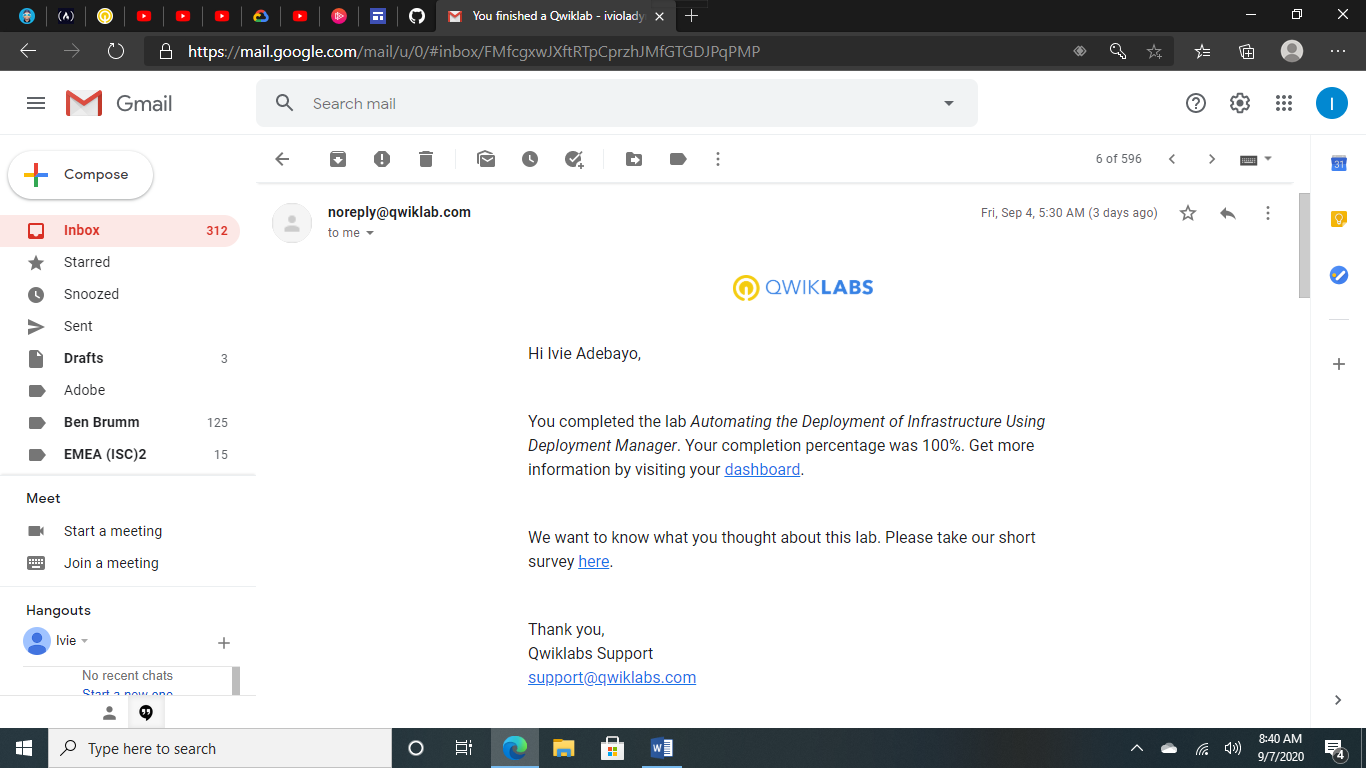 You finished a Qwiklab - iviolady
https://mail.google.com/mail/u/0/#inbox/FMfcgxwJXftRTpCprzhJMfGTGDJPqPMP
Gmail
Search mail
I
Compose
6 of 596
31
Inbox 312
Starred
Snoozed
Sent
Drafts 3
Adobe
Ben Brumm 125
EMEA (ISC)2 15
Meet
Start a meeting
Join a meeting
Hangouts
Ivie
No recent chats
Start a new one
noreply@qwiklab.com
Fri, Sep 4, 5:30 AM (3 days ago)
to me
QWIKLABS
Hi Ivie Adebayo,
You completed the lab Automating the Deployment of Infrastructure Using
Deployment Manager. Your completion percentage was 100%. Get more
information by visiting your dashboard.
We want to know what you thought about this lab. Please take our short
survey here.
Thank you,
Qwiklabs Support
support@qwiklabs.com
Type here to search
8:40 AM
9/7/2020
4